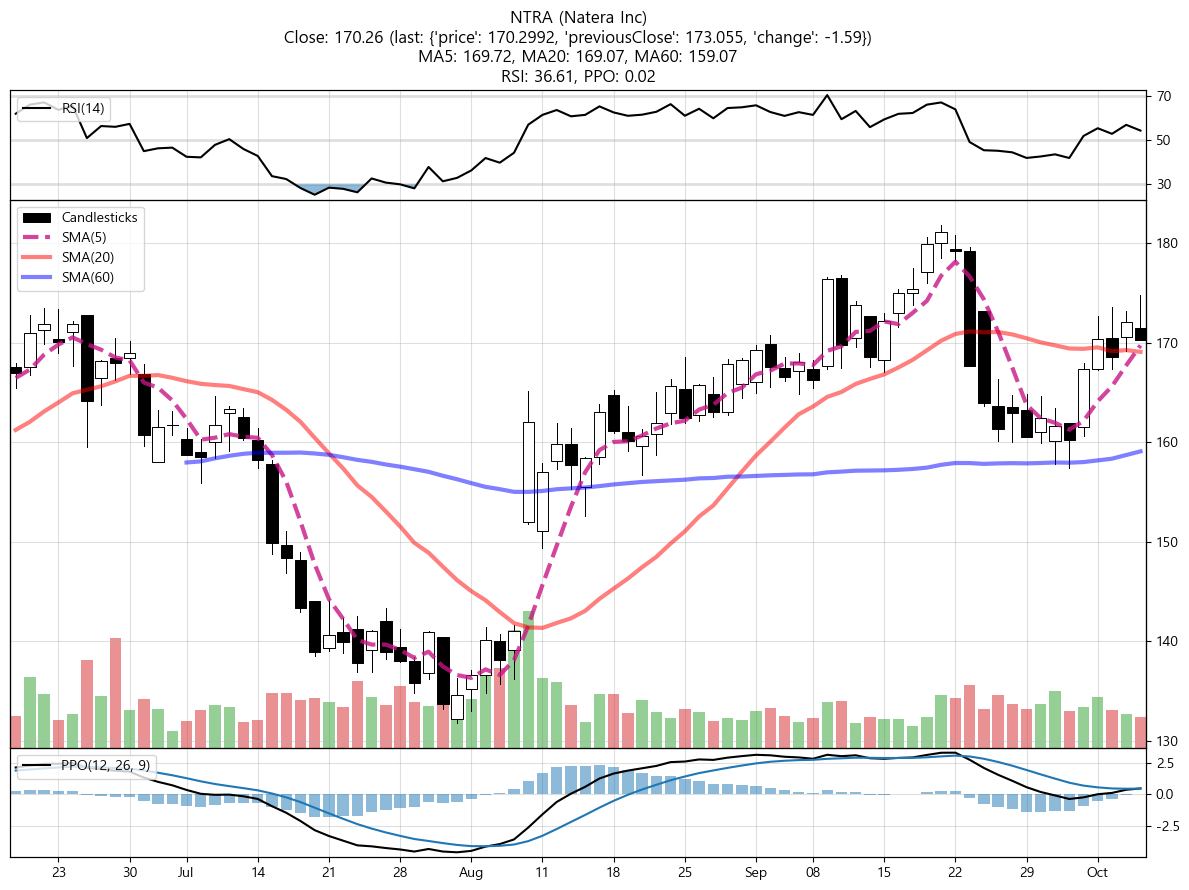 NTRA (Natera Inc)
Close: 170.26 (last: {'price': 170.2992, 'previousClose': 173.055, 'change': -1.59})
MA5: 169.72, MA20: 169.07, MA60: 159.07
RSI: 36.61, PPO: 0.02
RSI(14)
70
50
30
Candlesticks
SMA(5)
SMA(20)
SMA(60)
180
170
160
150
140
130
PPO(12, 26, 9)
2.5
0.0
−2.5
23 30 Jul 14 21 28 Aug 11 18 25 Sep 08 15 22 29 Oct